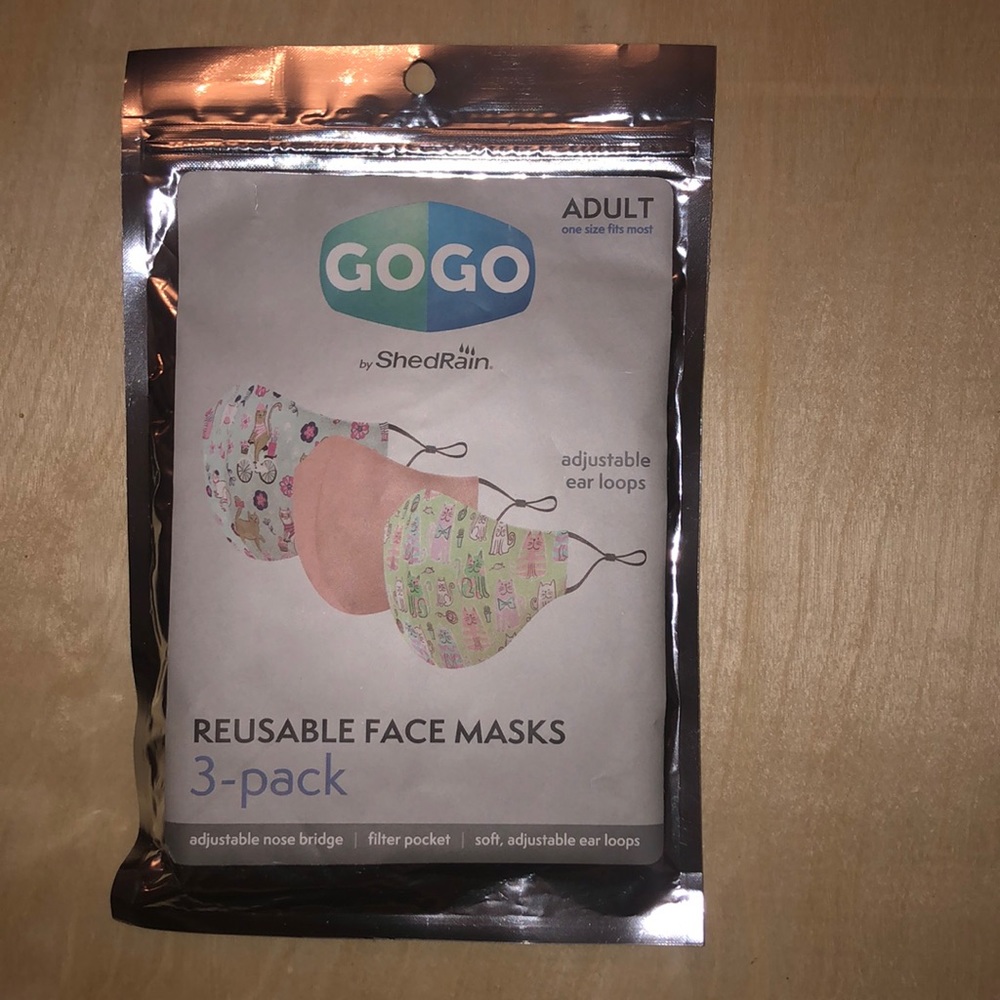 ADULT
one size fits most
GOGO
by ShedRain®
adjustable
ear loops
REUSABLE FACE MASKS
3-pack
adjustable nose bridge | filter pocket | soft, adjustable ear loops